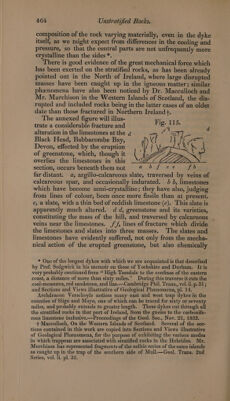 464 Unstratified Rocks.
composition of the rock varying materially, even in the dyke
itself, as we might expect from differences in the cooling and
pressure, so that the central parts are not unfrequently more
crystalline than the sides *.
There is good evidence of the great mechanical force which
has been exerted on the stratified rocks, as has been already
pointed out in the North of Ireland, where large disrupted
masses have been caught up in the igneous matter; similar
phænomena have also been noticed by Dr. Macculloch and
Mr. Murchison in the Western Islands of Scotland, the dis-
rupted and included rocks being in the latter cases of an older
date than those fractured in Northern Ireland †.
The annexed figure will illus-
Fig. 115.
trate a considerable fracture and
alteration in the limestones at the
Black Head, Babbacombe Bay,
Devon, effected by the eruption
of greenstone, which, though it
overlies the limestones in this
section, occurs beneath them not
far distant. a, argillo-calcareous slate, traversed by veins of
calcareous spar, and occasionally indurated. b b, limestones
which have become semi-crystalline; they have also, judging
from lines of colour, been once more fissile than at present.
c, a slate, with a thin bed of reddish limestone (e). This slate is
apparently much altered. d d, greenstone and its varieties,
constituting the mass of the hill, and traversed by calcareous
veins near the limestones. f f, lines of fracture which divide
the limestones and slates into three masses. The slates and
limestones have evidently suffered, not only from the mecha-
nical action of the erupted greenstone, but also chemically
* One of the largest dykes with which we are acquainted is that described
by Prof. Sedgwick in his memoir on those of Yorkshire and Durham. It is
very probably continued from "High Teesdale to the confines of the eastern
coast, a distance of more than sixty miles." During this traverse it cuts the
coal-measures, red sandstone, and lias.—Cambridge Phil. Trans., vol. ii. p. 31;
and Sections and Views illustrative of Geological Phænomena, pl. 14.
Archdeacon Verschoyle notices many east and west trap dykes in the
counties of Sligo and Mayo, one of which can be traced for sixty or seventy
miles, and probably extends to greater length. These dykes cut through all
the stratified rocks in that part of Ireland, from the gneiss to the carbonife-
rous limestone inclusive.—Proceedings of the Geol. Soc., Nov. 21, 1832.
† Macculloch, On the Western Islands of Scotland. Several of the sec-
tions contained in this work are copied into Sections and Views illustrative
of Geological Phænomena, for the purpose of exhibiting the various modes
in which trappean are associated with stratified rocks in the Hebrides. Mr.
Murchison has represented fragments of the oolitic series of the same islands
as caught up in the trap of the southern side of Mull.—Geol. Trans. 2nd
Series, vol. ii. pl. 35.